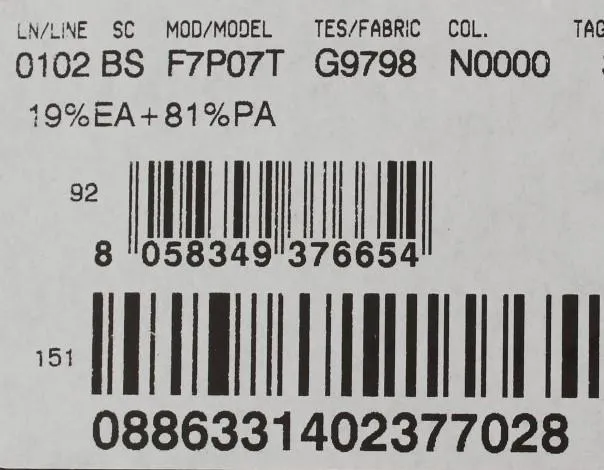 LN/LINE SC MOD/MODEL TES/FABRIC COL. TAG
0102 BS F7P07T G9798 N0000
19%EA+81%PA
92
8 058349 376654
151
0886331402377028